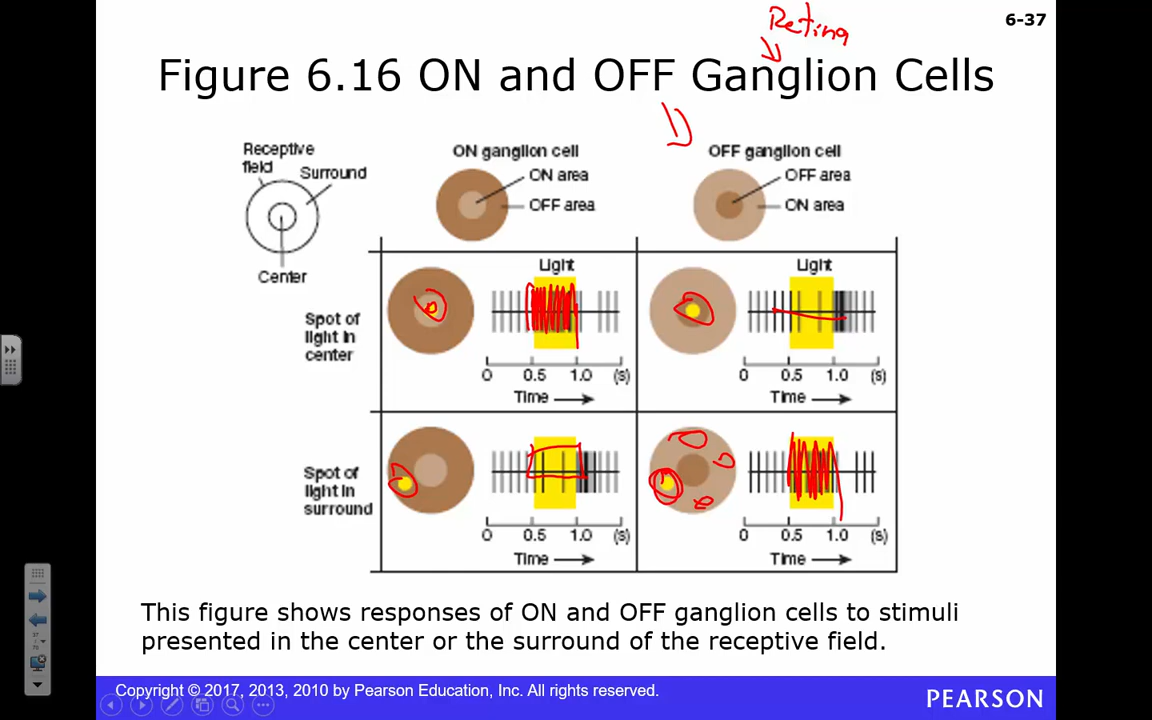 6-37
Retina
Figure 6.16 ON and OFF Ganglion Cells
Receptive
field
Surround
Center
ON ganglion cell
ON area
OFF area
OFF ganglion cell
OFF area
ON area
Spot of
light in
center
Light
0 0.5 1.0 (s)
Time
Light
0 0.5 1.0 (s)
Time
Spot of
light in
surround
0 0.5 1.0 (s)
Time
0 0.5 1.0 (s)
Time
This figure shows responses of ON and OFF ganglion cells to stimuli
presented in the center or the surround of the receptive field.
Copyright © 2017, 2013, 2010 by Pearson Education, Inc. All rights reserved.
PEARSON